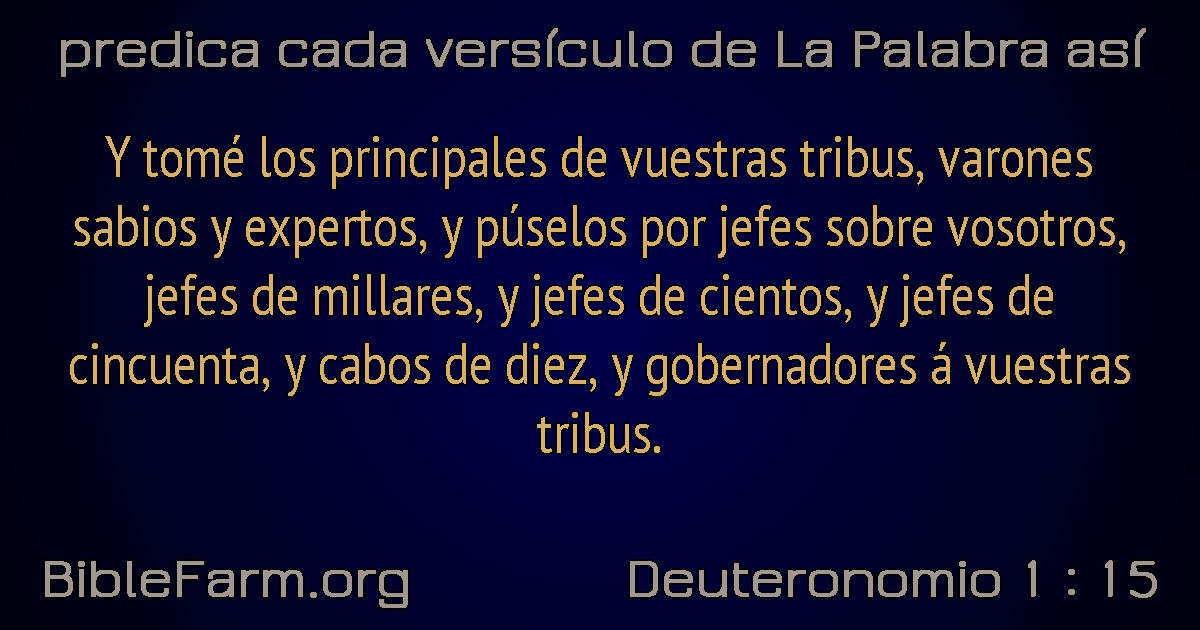 predica cada versículo de La Palabra así
Y tomé los principales de vuestras tribus, varones
sabios y expertos, y púselos por jefes sobre vosotros,
jefes de millares, y jefes de cientos, y jefes de
cincuenta, y cabos de diez, y gobernadores á vuestras
tribus.
BibleFarm.org
Deuteronomio 1 : 15